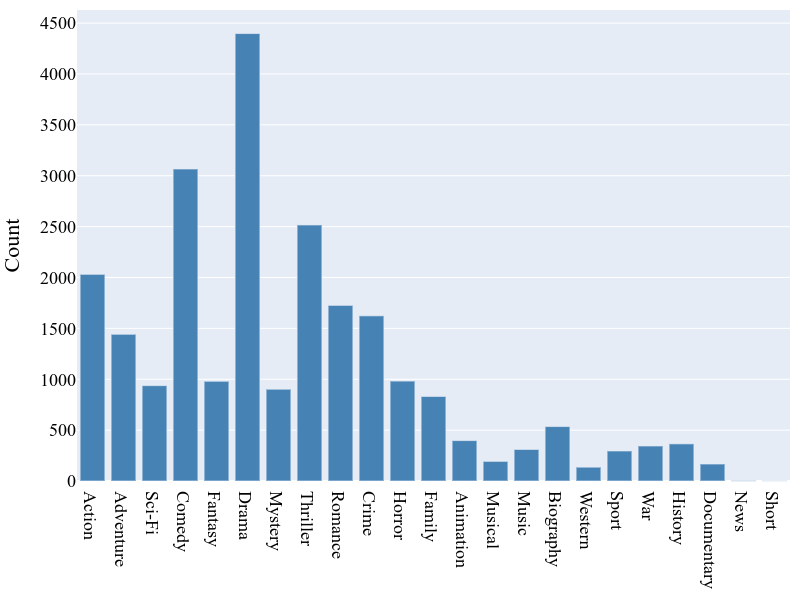 Count
4500
4000
3500
3000
2500
2000
1500
1000
500
0
Action
Adventure
Sci-Fi
Comedy
Fantasy
Drama
Mystery
Thriller
Romance
Crime
Horror
Family
Animation
Musical
Music
Biography
Western
Sport
War
History
Documentary
News
Short